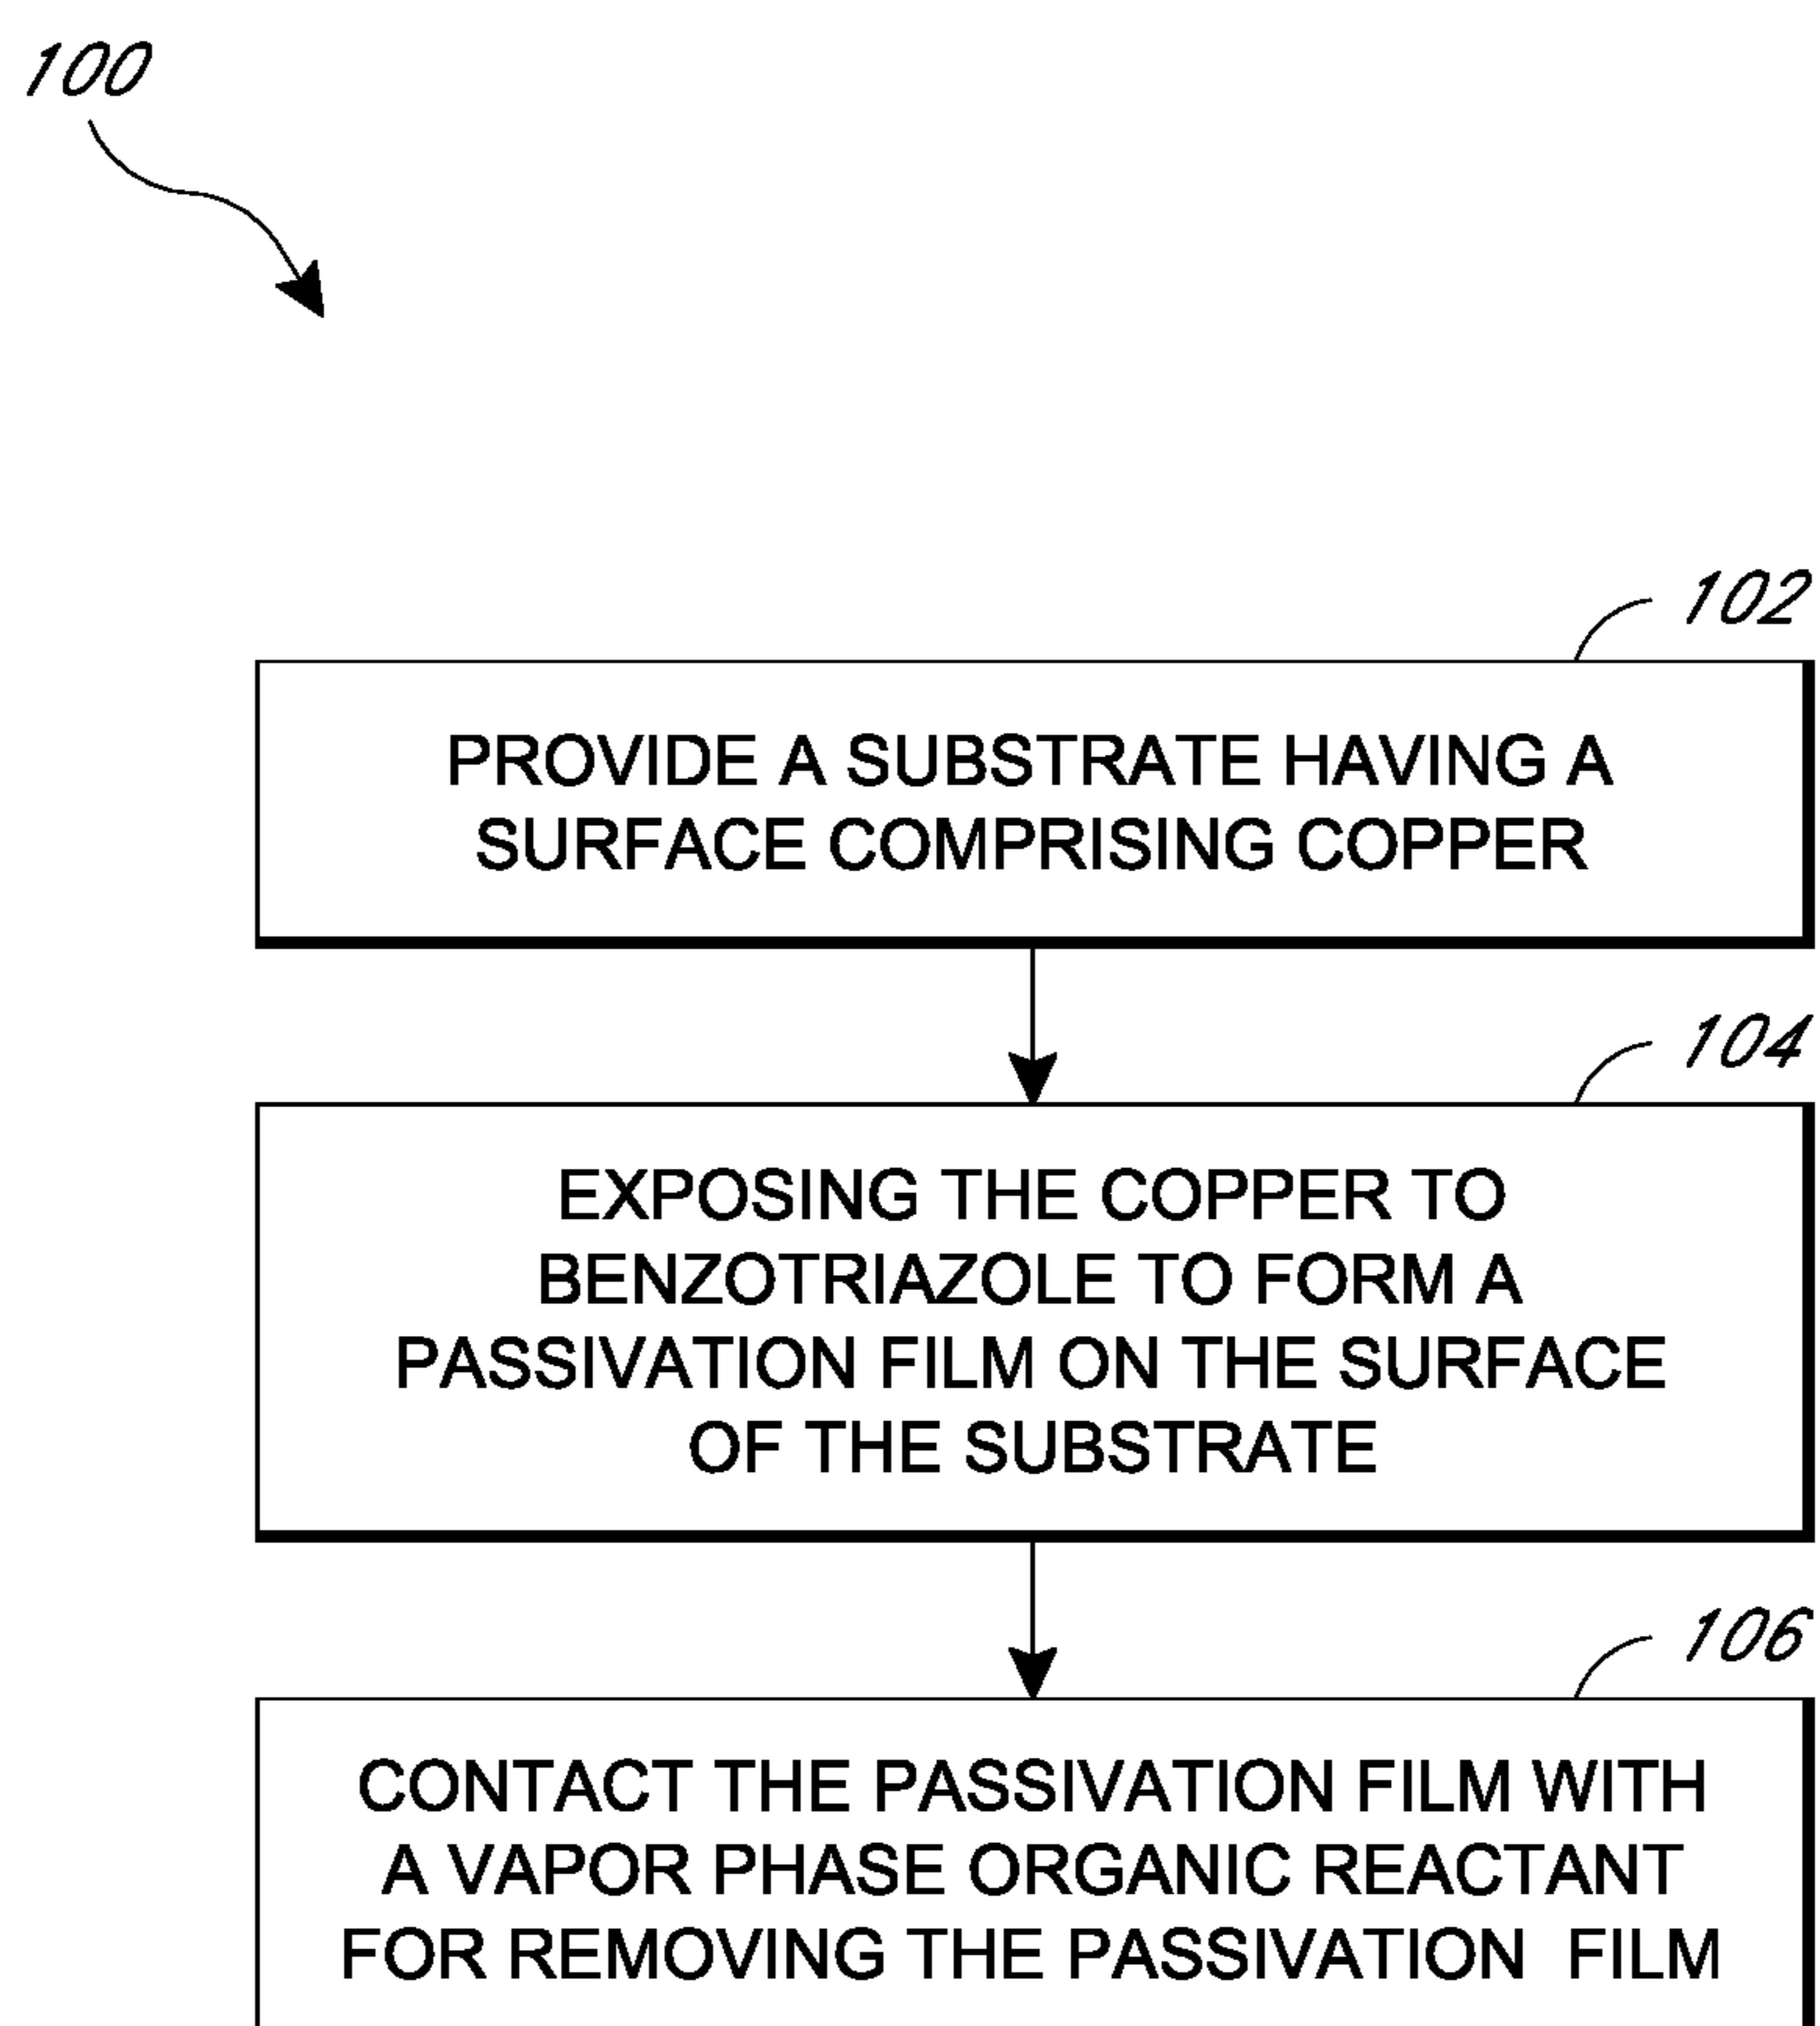 100
102
PROVIDE A SUBSTRATE HAVING A
SURFACE COMPRISING COPPER
104
EXPOSING THE COPPER TO
BENZOTRIAZOLE TO FORM A
PASSIVATION FILM ON THE SURFACE
OF THE SUBSTRATE
106
CONTACT THE PASSIVATION FILM WITH
A VAPOR PHASE ORGANIC REACTANT
FOR REMOVING THE PASSIVATION FILM